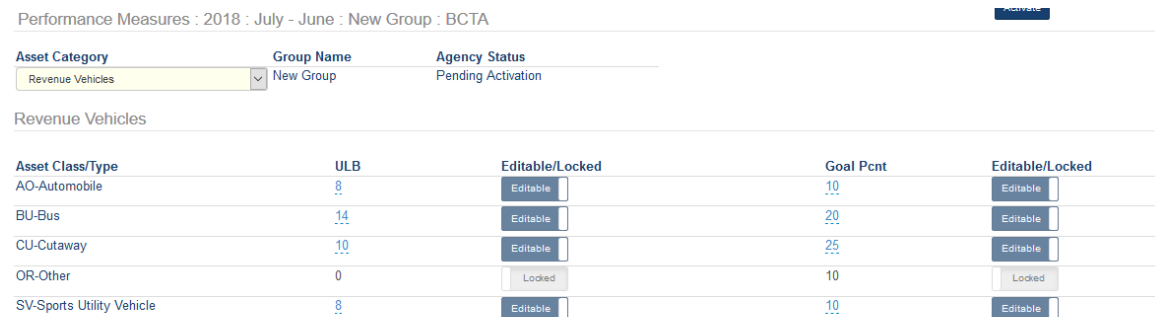 Performance Measures : 2018 : July - June : New Group : BCTA
Activate
Asset Category Group Name Agency Status
Revenue Vehicles New Group Pending Activation
Revenue Vehicles
Asset Class/Type ULB Editable/Locked Goal Pcnt Editable/Locked
AO-Automobile 8 Editable 10 Editable
BU-Bus 14 Editable 20 Editable
CU-Cutaway 10 Editable 25 Editable
OR-Other 0 Locked 10 Locked
SV-Sports Utility Vehicle 8 Editable 10 Editable